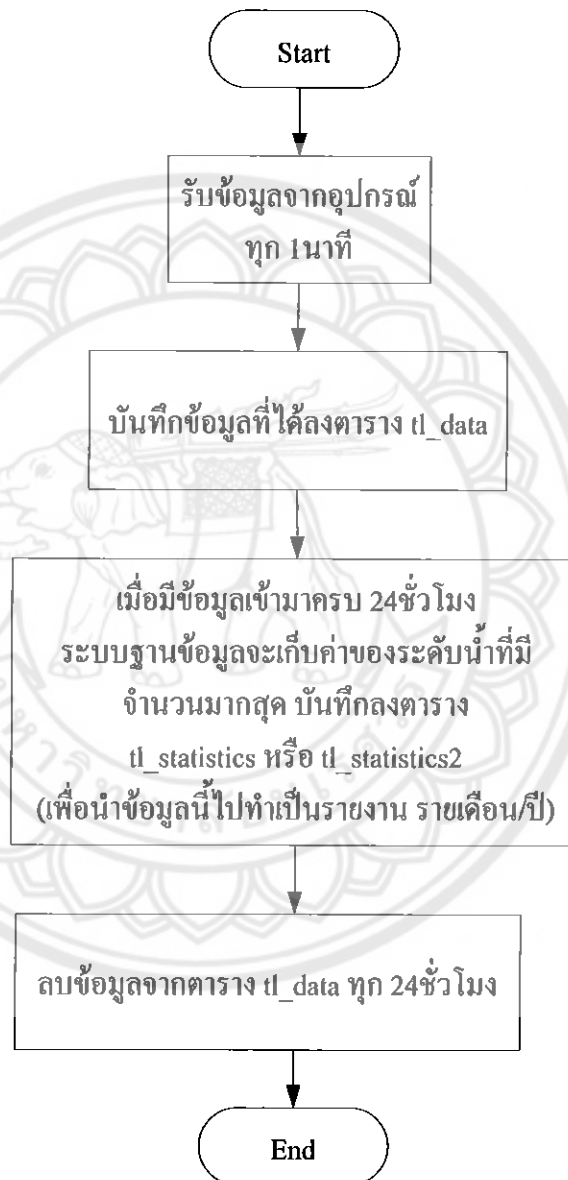 Start
รับข้อมูลจากอุปกรณ์
ทุก 1นาที
บันทึกข้อมูลที่ได้ลงตาราง tl_data
เมื่อมีข้อมูลเข้ามาครบ 24ชั่วโมง
ระบบฐานข้อมูลจะเก็บค่าของระดับน้ำที่มี
จำนวนมากสุด บันทึกลงตาราง
tl_statistics หรือ tl_statistics2
(เพื่อนำข้อมูลนี้ไปทำเป็นรายงาน รายเดือน/ปี)
ลบข้อมูลจากตาราง tl_data ทุก 24ชั่วโมง
End